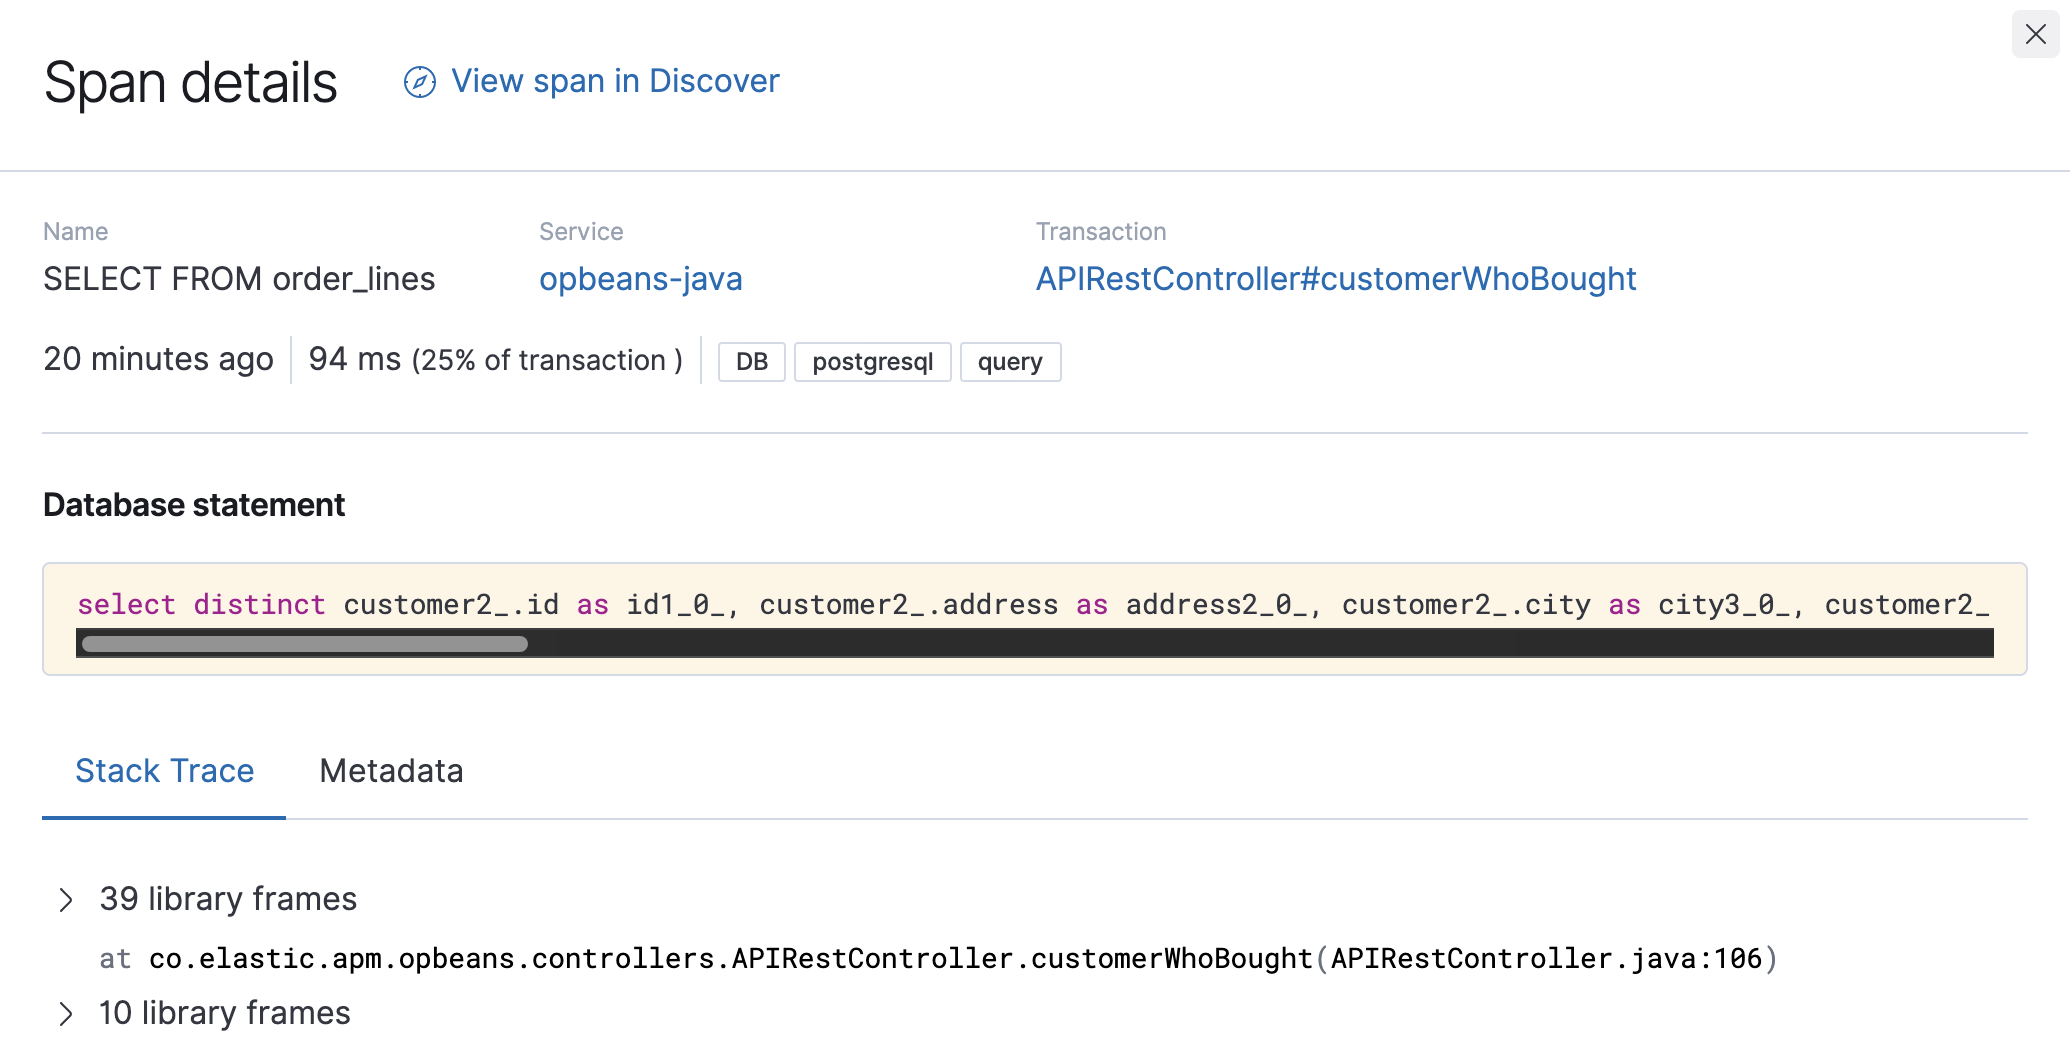 Span details View span in Discover
Name Service Transaction
SELECT FROM order_lines opbeans-java APIRestController#customerWhoBought
20 minutes ago 94 ms (25% of transaction ) DB postgresql query
Database statement
select distinct customer2_.id as id1_0_, customer2_.address as address2_0_, customer2_.city as city3_0_, customer2_
Stack Trace Metadata
39 library frames
at co.elastic.apm.opbeans.controllers.APIRestController.customerWhoBought(APIRestController.java:106)
10 library frames